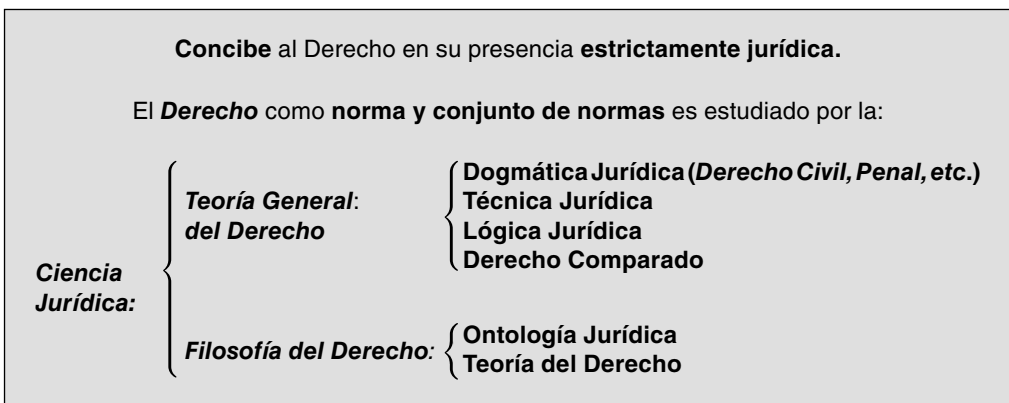 Concibe al Derecho en su presencia estrictamente jurídica.
El Derecho como norma y conjunto de normas es estudiado por la:
Ciencia
Jurídica:
Teoría General:
del Derecho
Dogmática Jurídica (Derecho Civil, Penal, etc.)
Técnica Jurídica
Lógica Jurídica
Derecho Comparado
Filosofía del Derecho:
Ontología Jurídica
Teoría del Derecho